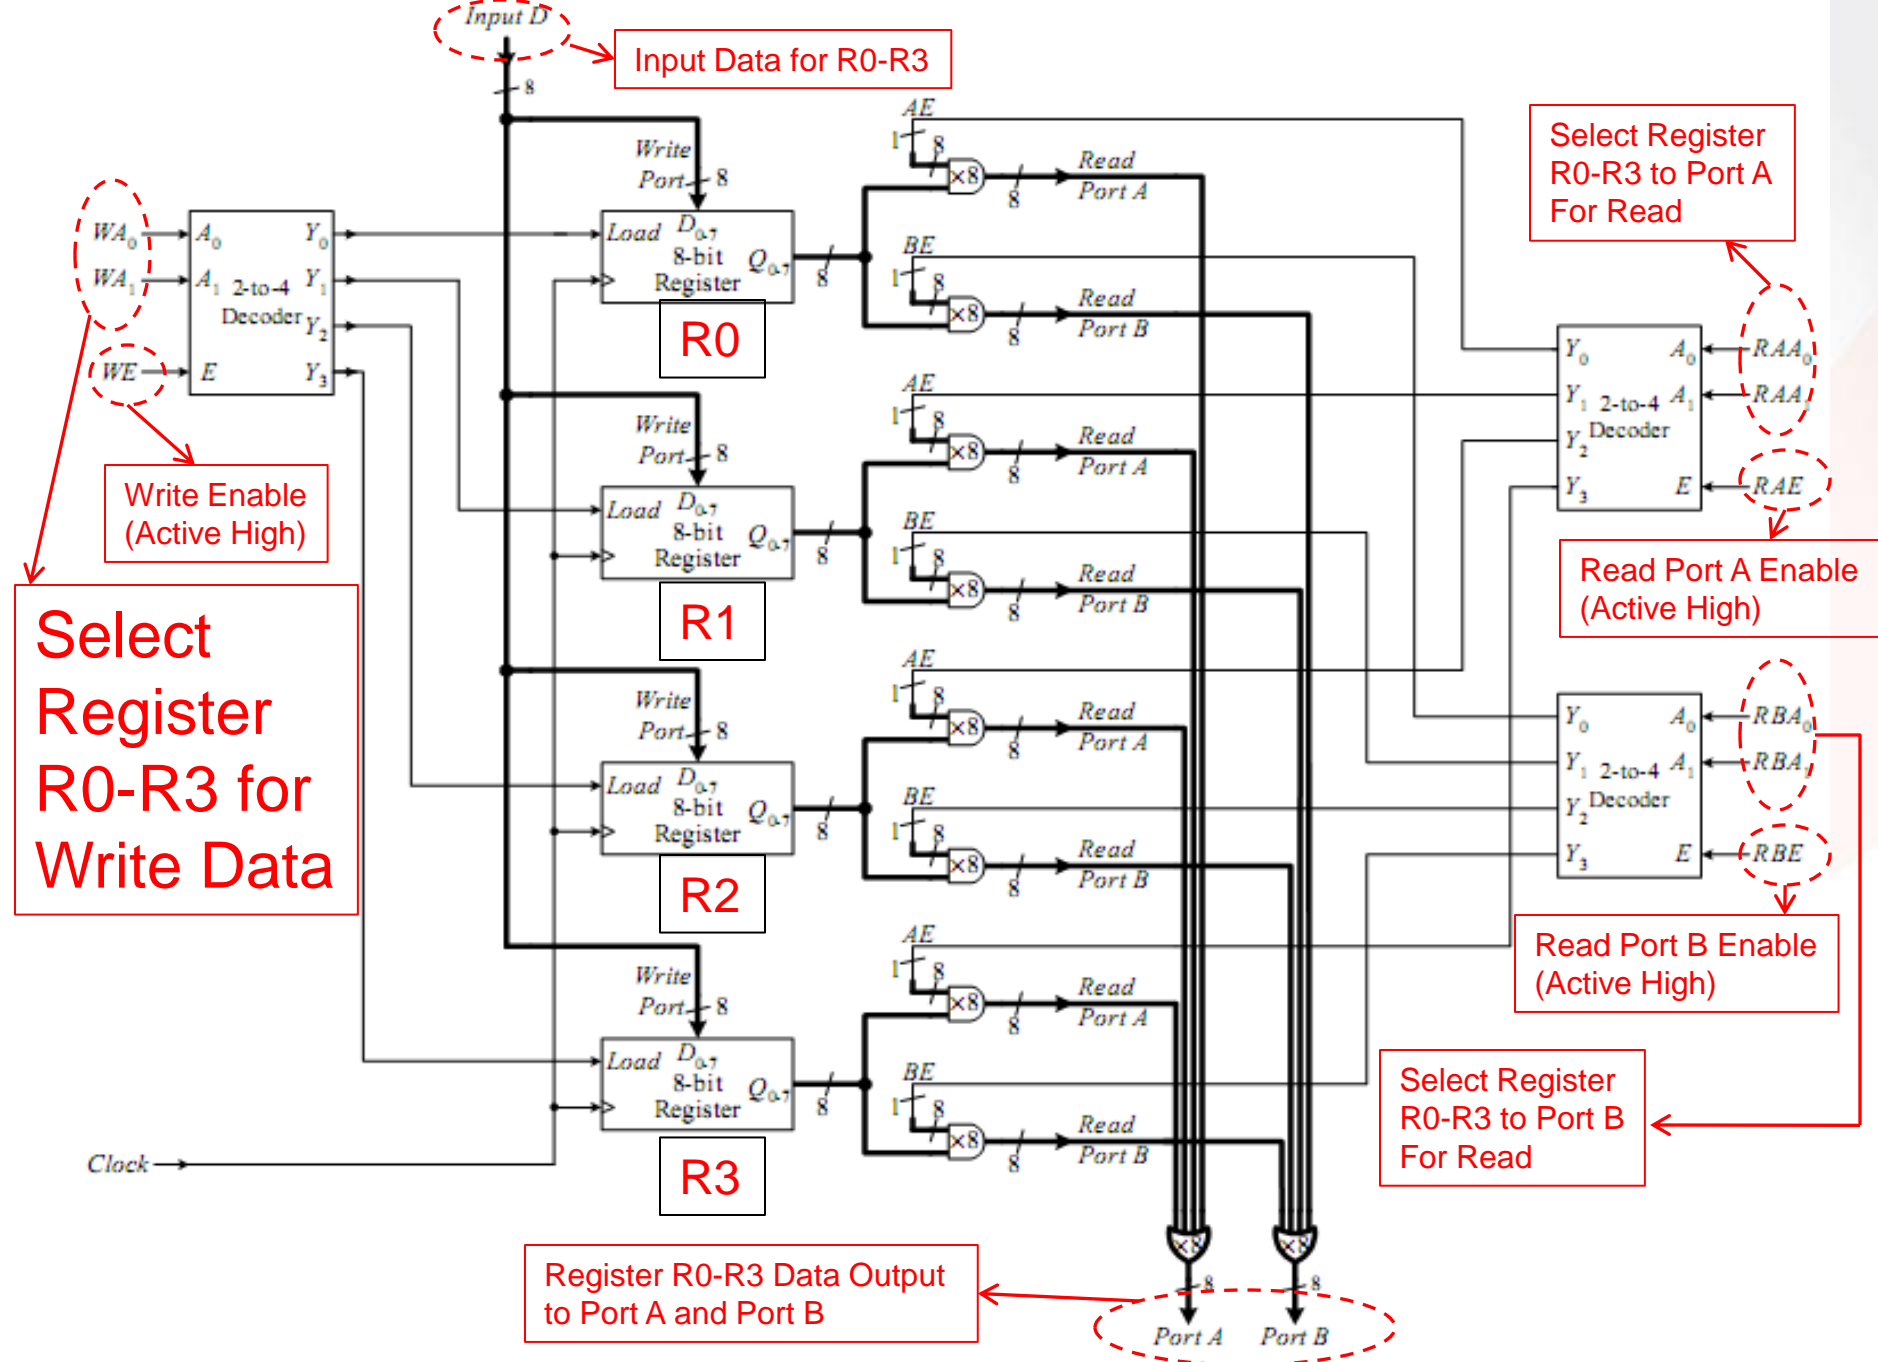 Input D
Input Data for R0-R3
8
Write
Port 8
Load D0-7
8-bit
Register
Q0-7
8
R0
AE
1 8
×8
8
Read
Port A
BE
1 8
×8
8
Read
Port B
Select Register
R0-R3 to Port A
For Read
WA0
WA1
WE
A0 Y0
A1 2-to-4 Y1
Decoder Y2
E Y3
Write Enable
(Active High)
Select
Register
R0-R3 for
Write Data
Write
Port 8
Load D0-7
8-bit
Register
Q0-7
8
R1
AE
1 8
×8
8
Read
Port A
BE
1 8
×8
8
Read
Port B
Y0 A0 RAA0
Y1 2-to-4 A1 RAA1
Y2 Decoder
Y3 E RAE
Read Port A Enable
(Active High)
Write
Port 8
Load D0-7
8-bit
Register
Q0-7
8
R2
AE
1 8
×8
8
Read
Port A
BE
1 8
×8
8
Read
Port B
Y0 A0 RBA0
Y1 2-to-4 A1 RBA1
Y2 Decoder
Y3 E RBE
Read Port B Enable
(Active High)
Write
Port 8
Load D0-7
8-bit
Register
Q0-7
8
R3
AE
1 8
×8
8
Read
Port A
BE
1 8
×8
8
Read
Port B
Select Register
R0-R3 to Port B
For Read
Clock
×8 ×8
8 8
Register R0-R3 Data Output
to Port A and Port B
Port A Port B